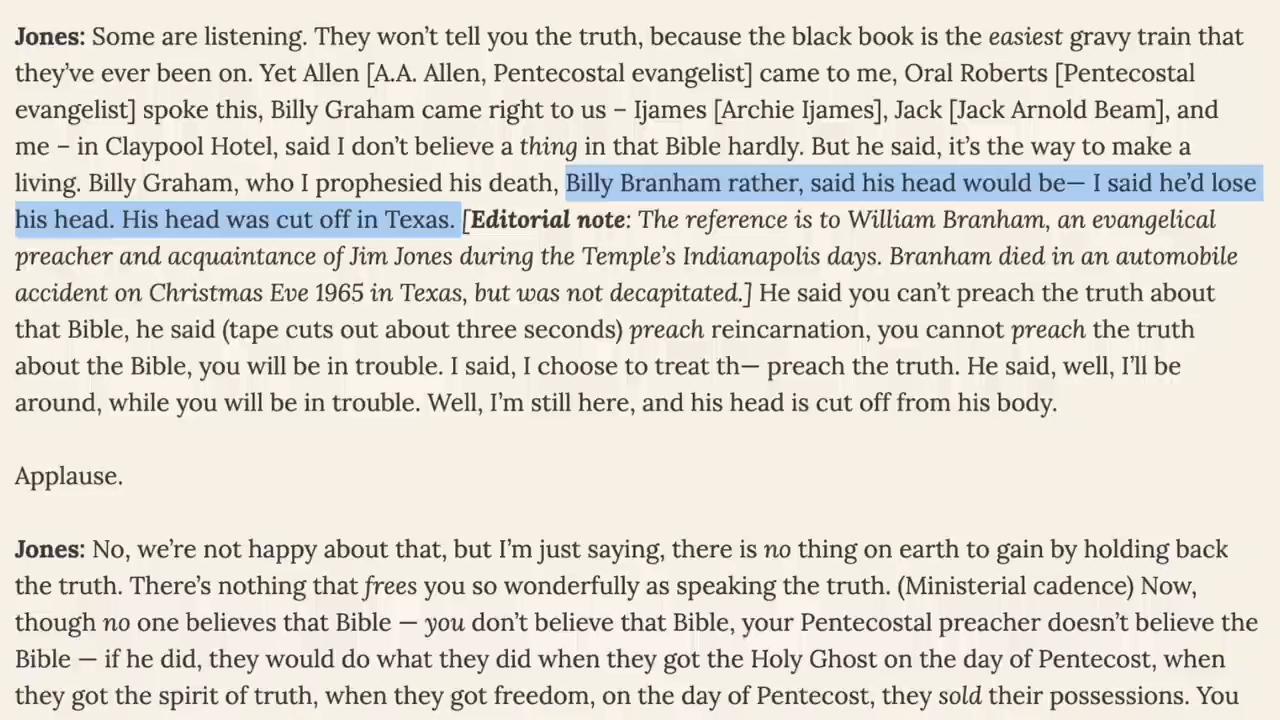 Jones: Some are listening. They won’t tell you the truth, because the black book is the easiest gravy train that
they’ve ever been on. Yet Allen [A.A. Allen, Pentecostal evangelist] came to me, Oral Roberts [Pentecostal
evangelist] spoke this, Billy Graham came right to us – Ijames [Archie Ijames], Jack [Jack Arnold Beam], and
me – in Claypool Hotel, said I don’t believe a thing in that Bible hardly. But he said, it’s the way to make a
living. Billy Graham, who I prophesied his death, Billy Branham rather, said his head would be— I said he’d lose
his head. His head was cut off in Texas. [Editorial note: The reference is to William Branham, an evangelical
preacher and acquaintance of Jim Jones during the Temple’s Indianapolis days. Branham died in an automobile
accident on Christmas Eve 1965 in Texas, but was not decapitated.] He said you can’t preach the truth about
that Bible, he said (tape cuts out about three seconds) preach reincarnation, you cannot preach the truth
about the Bible, you will be in trouble. I said, I choose to treat th— preach the truth. He said, well, I’ll be
around, while you will be in trouble. Well, I’m still here, and his head is cut off from his body.
Applause.
Jones: No, we’re not happy about that, but I’m just saying, there is no thing on earth to gain by holding back
the truth. There’s nothing that frees you so wonderfully as speaking the truth. (Ministerial cadence) Now,
though no one believes that Bible — you don’t believe that Bible, your Pentecostal preacher doesn’t believe the
Bible — if he did, they would do what they did when they got the Holy Ghost on the day of Pentecost, when
they got the spirit of truth, when they got freedom, on the day of Pentecost, they sold their possessions. You